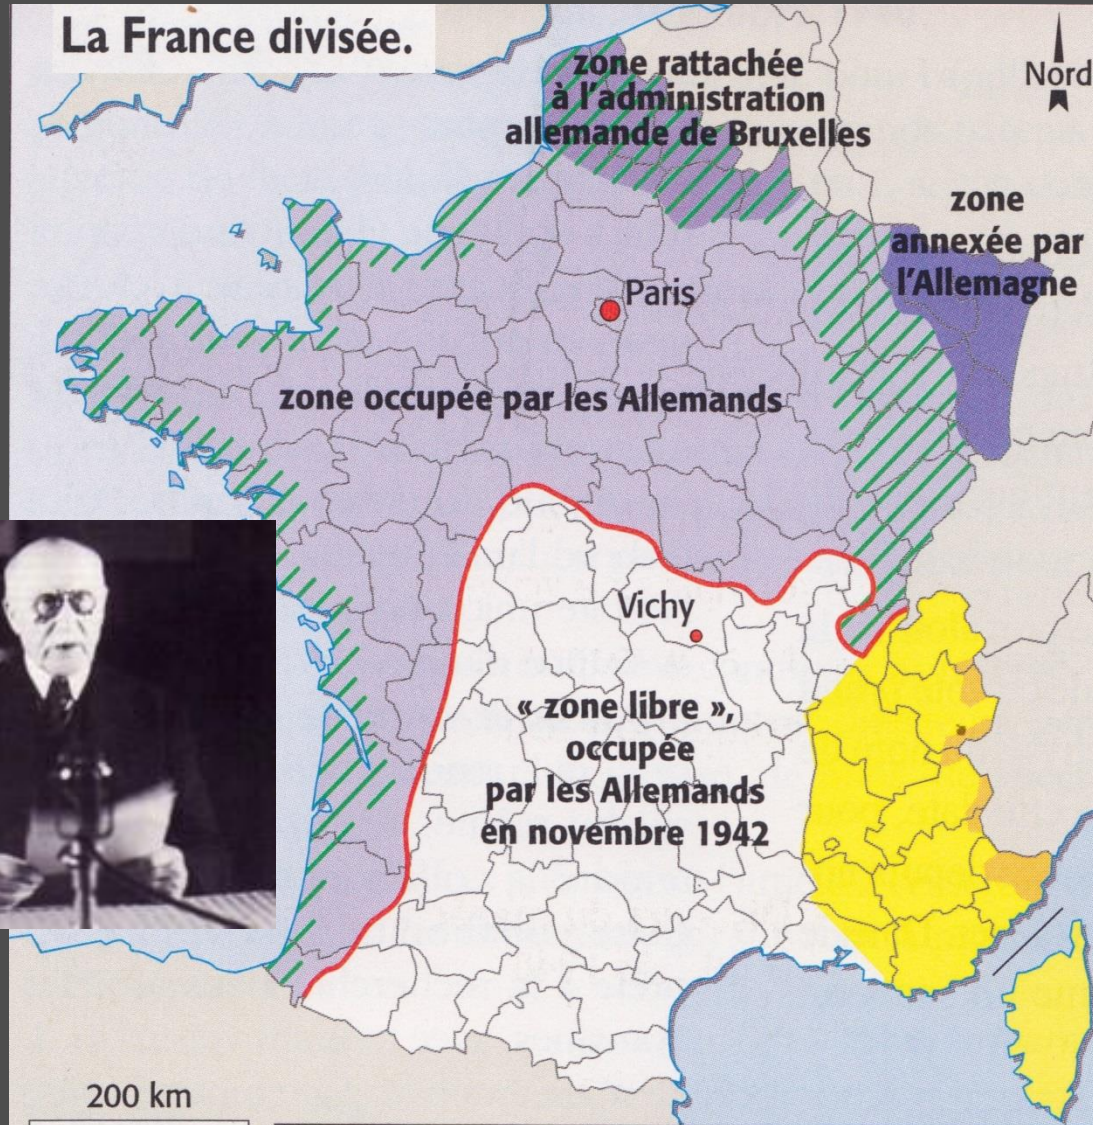 La France divisée.
zone rattachée
à l'administration
allemande de Bruxelles
Nord
zone
annexée par
l'Allemagne
Paris
zone occupée par les Allemands
Vichy
« zone libre »,
occupée
par les Allemands
en novembre 1942
200 km